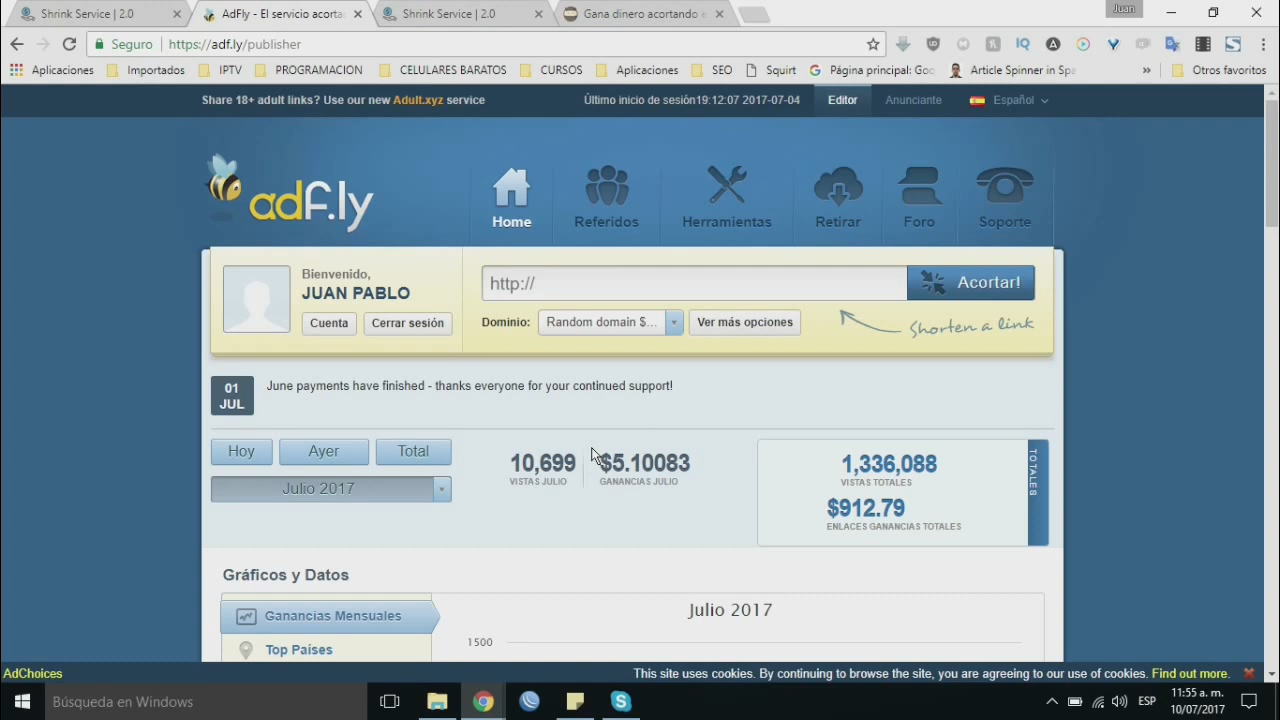 Shrink Service | 2.0
AdFly - El servicio acorta
Shrink Service | 2.0
Gana dinero acortando e
Juan
Seguro
https://adf.ly/publisher
Aplicaciones
Importados
IPTV
PROGRAMACION
CELULARES BARATOS
CURSOS
Aplicaciones
SEO
Squirt
Página principal: Goo
Article Spinner in Spa
Otros favoritos
Share 18+ adult links? Use our new Adult.xyz service
Último inicio de sesión19:12:07 2017-07-04
Editor
Anunciante
Español
adf.ly
Home
Referidos
Herramientas
Retirar
Foro
Soporte
Bienvenido,
JUAN PABLO
Cuenta
Cerrar sesión
http://
Acortar!
Dominio:
Random domain $...
Ver más opciones
Shorten a link
01
JUL
June payments have finished - thanks everyone for your continued support!
Hoy
Ayer
Total
Julio 2017
10,699
VISTAS JULIO
$5.10083
GANANCIAS JULIO
1,336,088
VISTAS TOTALES
$912.79
ENLACES GANANCIAS TOTALES
TOTALES
Gráficos y Datos
Ganancias Mensuales
Top Países
Julio 2017
1500
AdChoices
This site uses cookies. By continuing to browse the site, you are agreeing to our use of cookies. Find out more.
Búsqueda en Windows
ESP
11:55 a. m.
10/07/2017